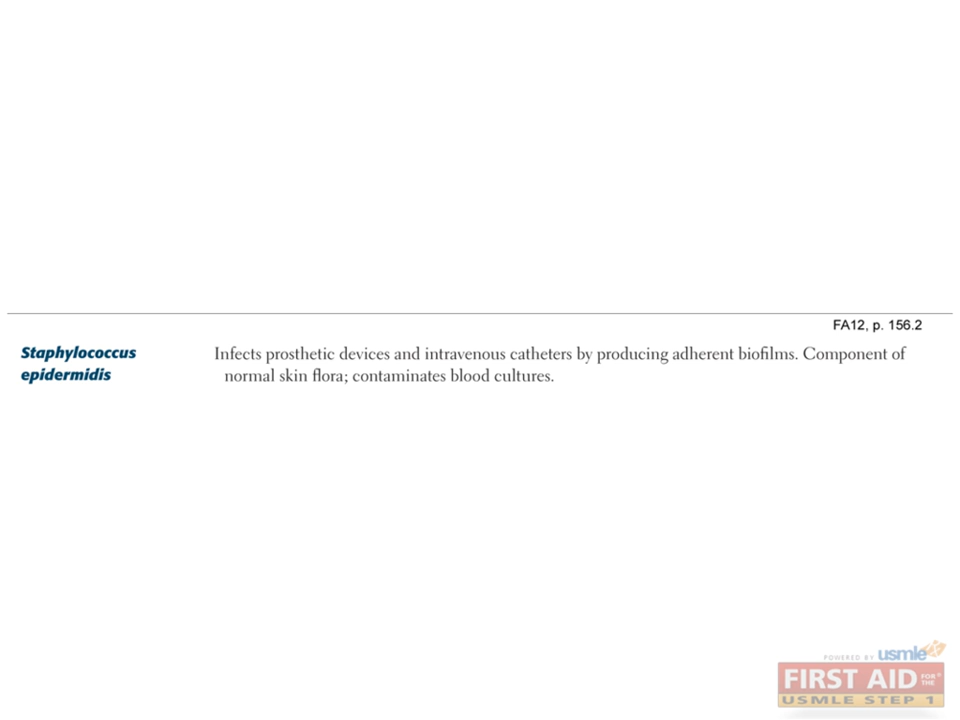 FA12, p. 156.2
Staphylococcus
epidermidis
Infects prosthetic devices and intravenous catheters by producing adherent biofilms. Component of
normal skin flora; contaminates blood cultures.
POWERED BY usmle
FIRST AID FOR THE
USMLE STEP 1